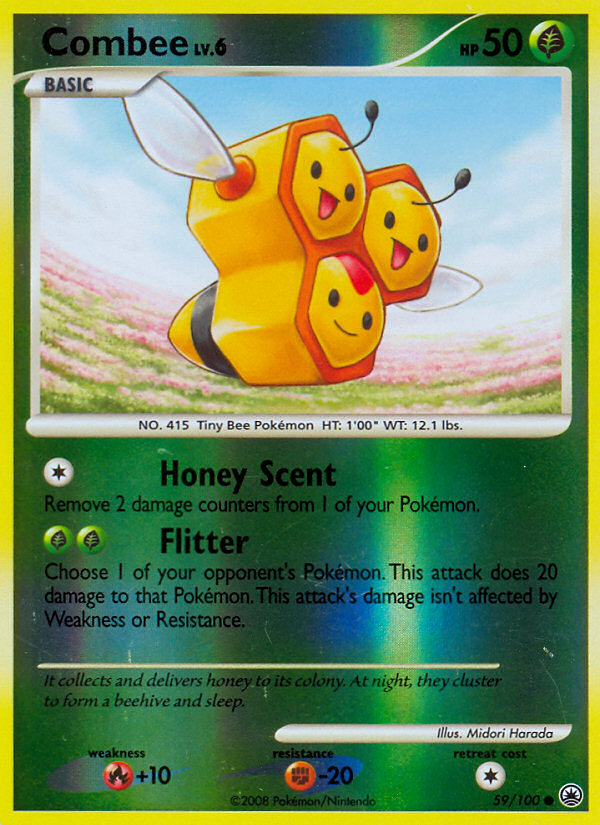 Combee LV.6 HP 50
BASIC
NO. 415 Tiny Bee Pokémon HT: 1'00" WT: 12.1 lbs.
Honey Scent
Remove 2 damage counters from 1 of your Pokémon.
Flitter
Choose 1 of your opponent's Pokémon. This attack does 20
damage to that Pokémon. This attack's damage isn't affected by
Weakness or Resistance.
It collects and delivers honey to its colony. At night, they cluster
to form a beehive and sleep.
Illus. Midori Harada
weakness resistance retreat cost
+10 -20
©2008 Pokémon/Nintendo 59/100